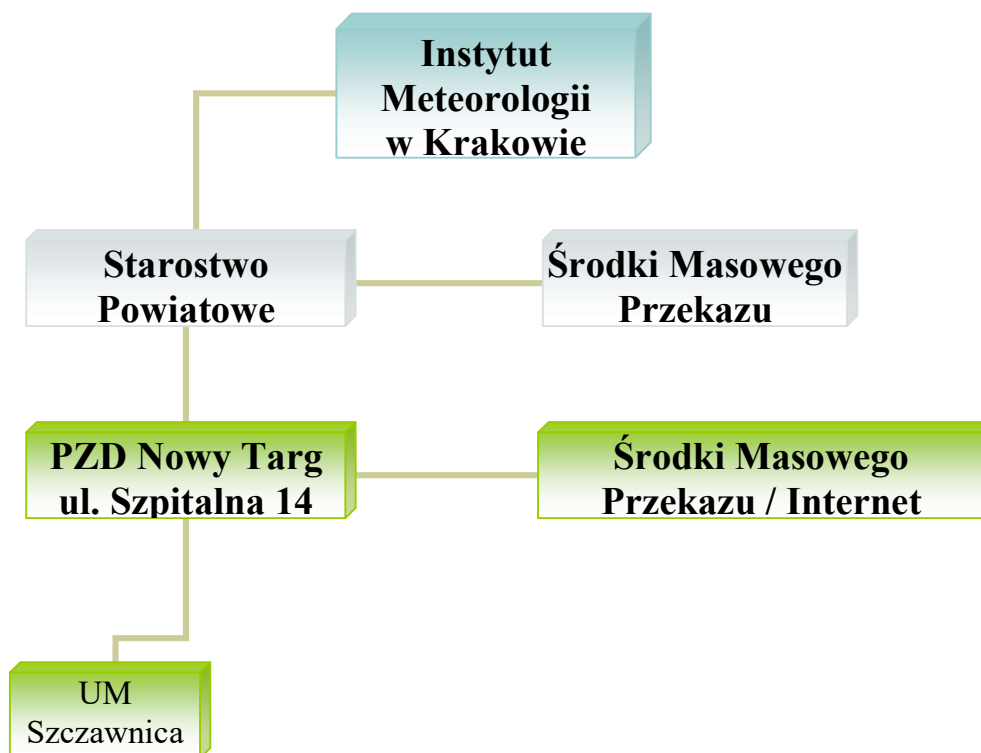 Instytut
Meteorologii
w Krakowie
Starostwo
Powiatowe
Środki Masowego
Przekazu
PZD Nowy Targ
ul. Szpitalna 14
Środki Masowego
Przekazu / Internet
UM
Szczawnica